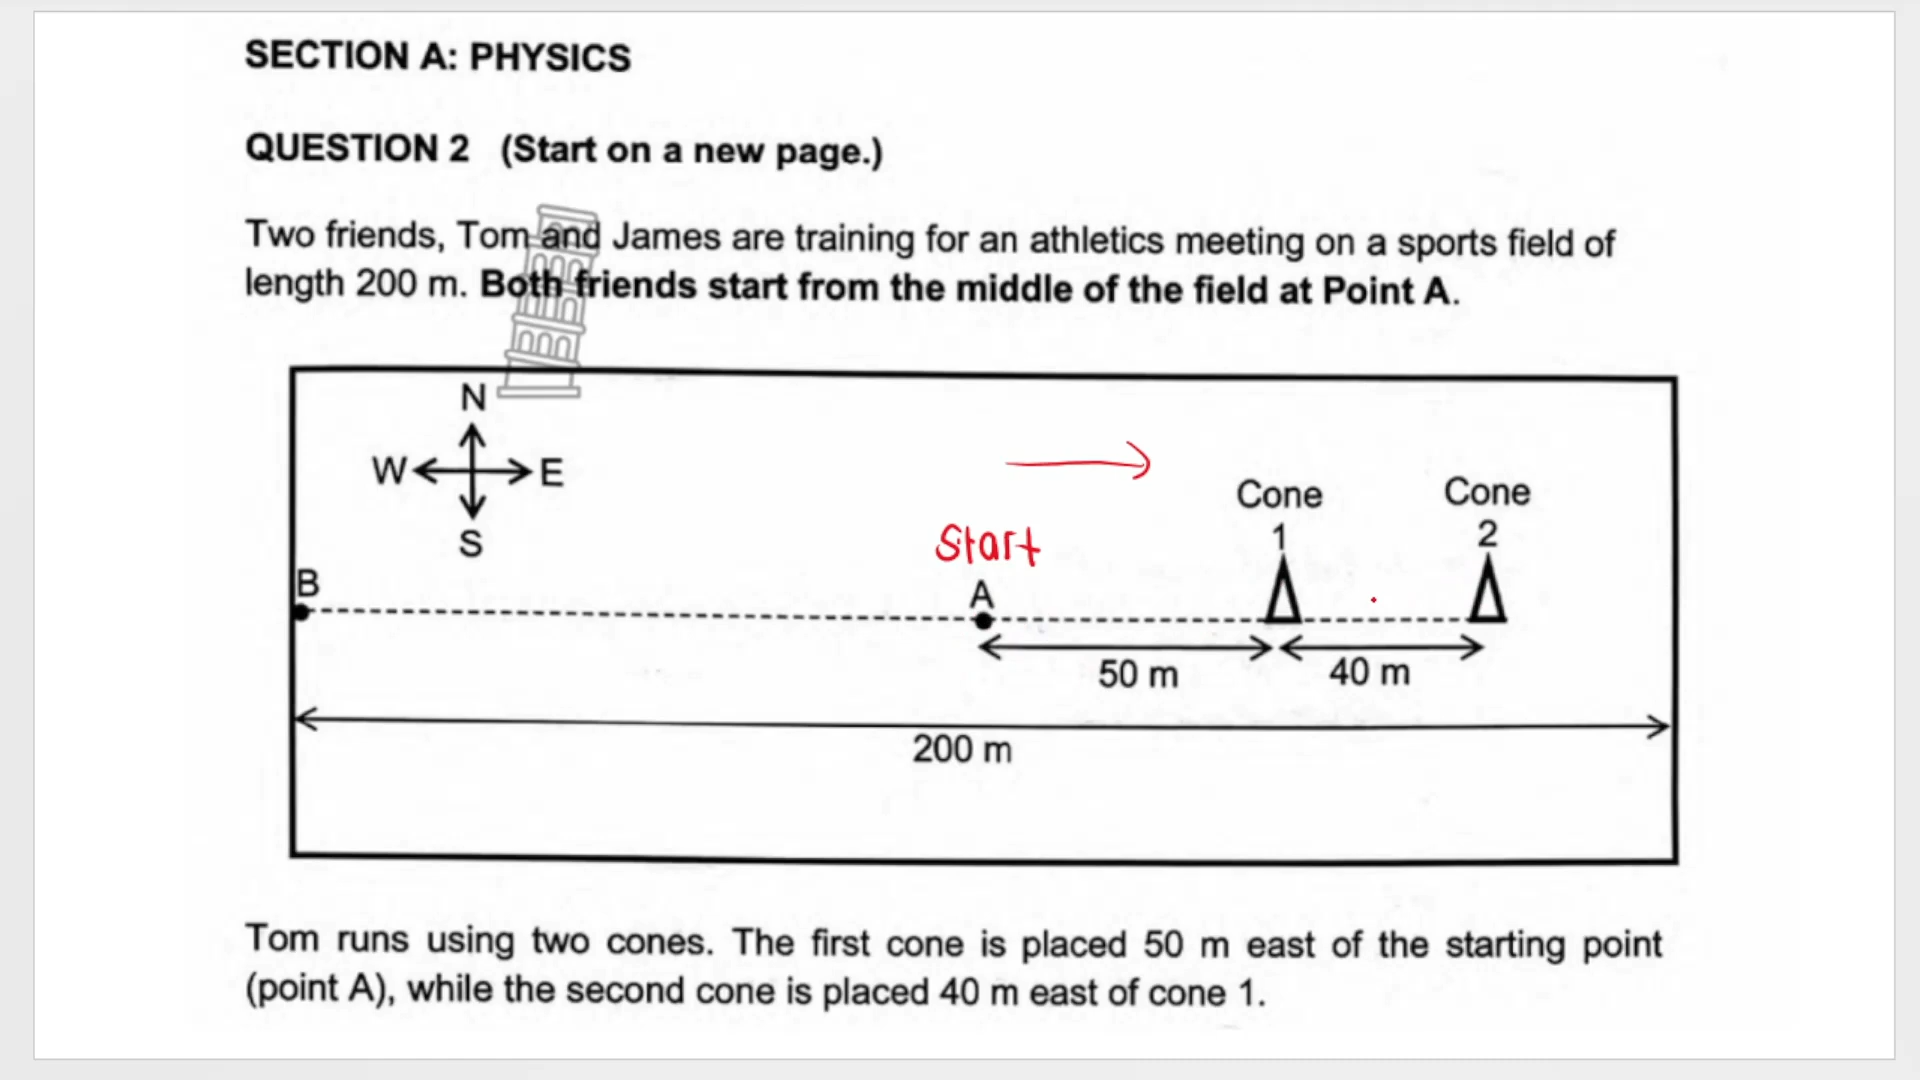 SECTION A: PHYSICS
QUESTION 2 (Start on a new page.)
Two friends, Tom and James are training for an athletics meeting on a sports field of
length 200 m. Both friends start from the middle of the field at Point A.
N
W E
S
Start
Cone
1
Cone
2
B
A
50 m
40 m
200 m
Tom runs using two cones. The first cone is placed 50 m east of the starting point
(point A), while the second cone is placed 40 m east of cone 1.